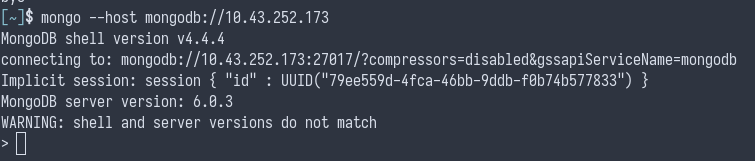 [~]$ mongo --host mongodb://10.43.252.173
MongoDB shell version v4.4.4
connecting to: mongodb://10.43.252.173:27017/?compressors=disabled&gssapiServiceName=mongodb
Implicit session: session { "id" : UUID("79ee559d-4fca-46bb-9ddb-f0b74b577833") }
MongoDB server version: 6.0.3
WARNING: shell and server versions do not match
>